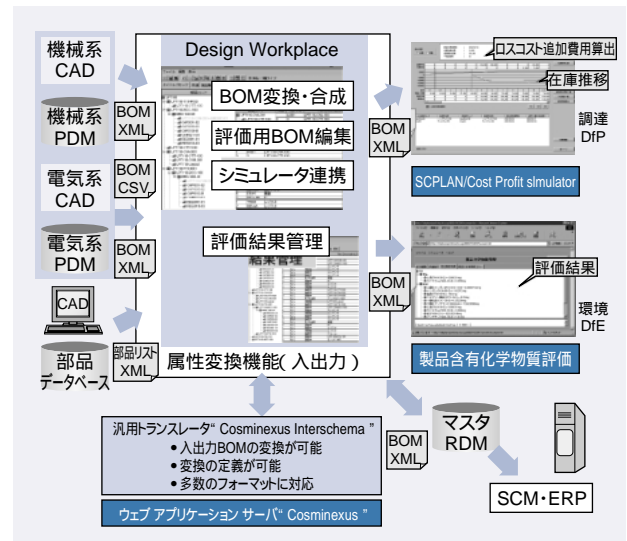 機械系
CAD
機械系
PDM
電気系
CAD
電気系
PDM
CAD
部品
データベース
BOM
XML
BOM
CSV
BOM
XML
部品リスト
XML
Design Workplace
BOM変換・合成
評価用BOM編集
シミュレータ連携
評価結果管理
結果管理
属性変換機能(入出力)
BOM
XML
BOM
XML
ロスコスト追加費用算出
在庫推移
調達
DfP
SCPLAN/Cost Profit sImulator
評価結果
環境
DfE
製品含有化学物質評価
汎用トランスレータ“ Cosminexus Interschema ”
•入出力BOMの変換が可能
•変換の定義が可能
•多数のフォーマットに対応
ウェブ アプリケーション サーバ“ Cosminexus ”
BOM
XML
マスタ
RDM
SCM・ERP